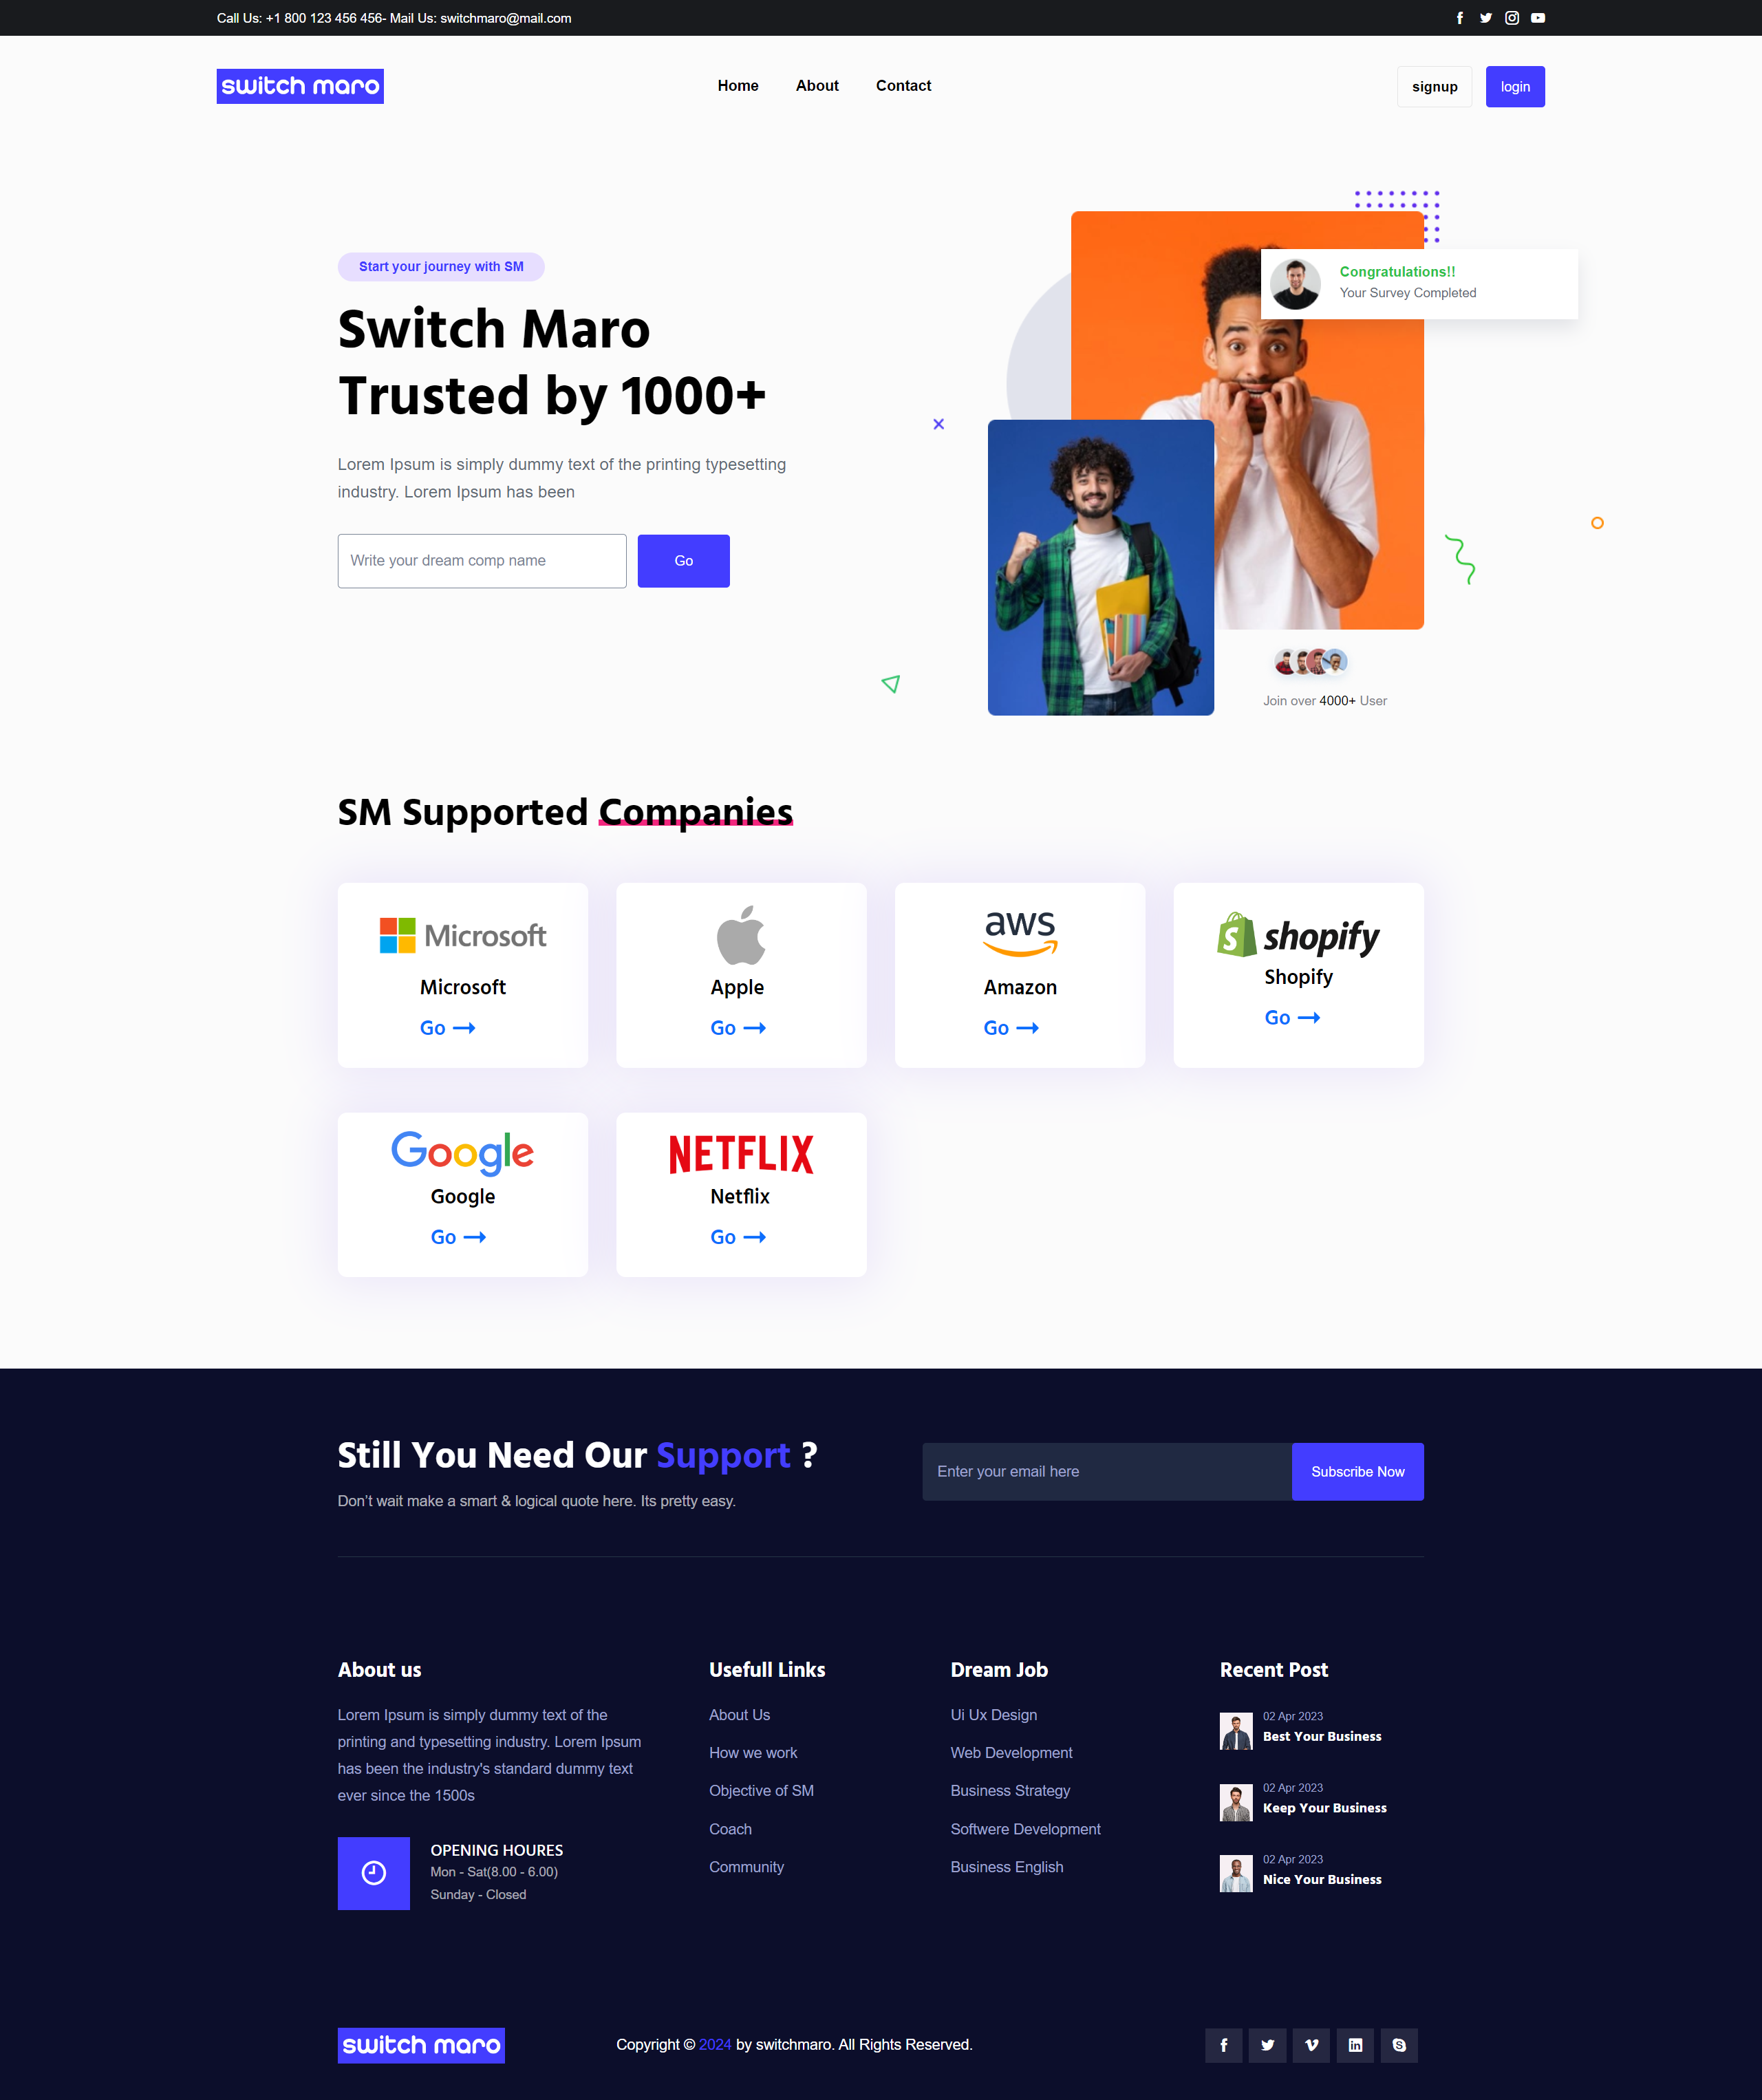 Call Us: +1 800 123 456 456- Mail Us: switchmaro@mail.com
switch maro
Home About Contact
signup login
Start your journey with SM
Switch Maro
Trusted by 1000+
Lorem Ipsum is simply dummy text of the printing typesetting
industry. Lorem Ipsum has been
Write your dream comp name
Go
Congratulations!!
Your Survey Completed
Join over 4000+ User
SM Supported Companies
Microsoft
Microsoft
Go
Apple
Go
aws
Amazon
Go
shopify
Shopify
Go
Google
Google
Go
NETFLIX
Netflix
Go
Still You Need Our Support ?
Don't wait make a smart & logical quote here. Its pretty easy.
Enter your email here
Subscribe Now
About us
Lorem Ipsum is simply dummy text of the
printing and typesetting industry. Lorem Ipsum
has been the industry's standard dummy text
ever since the 1500s
OPENING HOURES
Mon - Sat(8.00 - 6.00)
Sunday - Closed
Usefull Links
About Us
How we work
Objective of SM
Coach
Community
Dream Job
Ui Ux Design
Web Development
Business Strategy
Softwere Development
Business English
Recent Post
02 Apr 2023
Best Your Business
02 Apr 2023
Keep Your Business
02 Apr 2023
Nice Your Business
switch maro
Copyright © 2024 by switchmaro. All Rights Reserved.